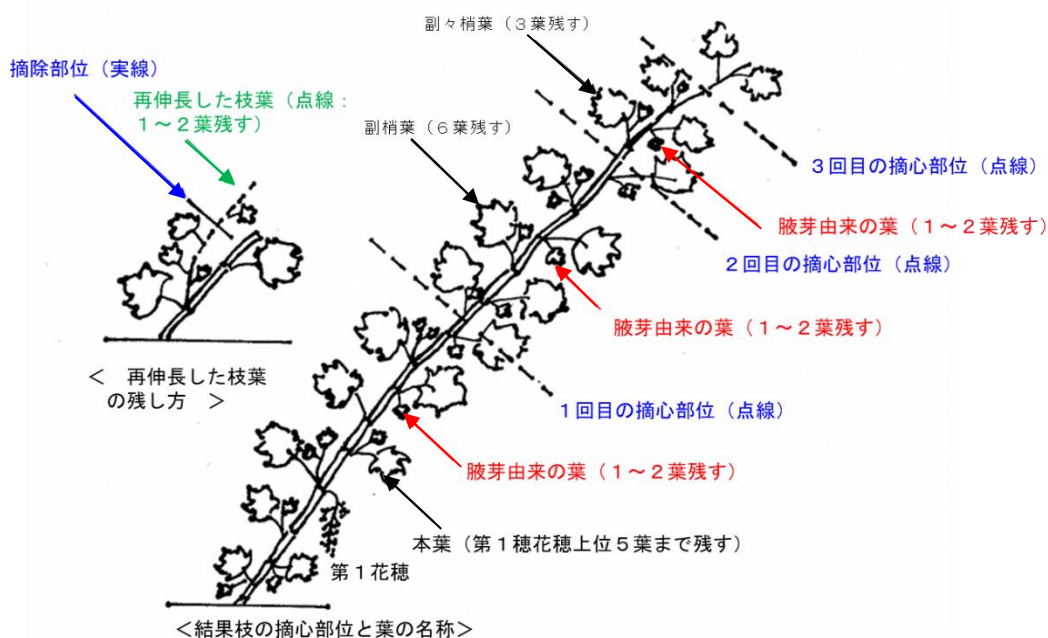 副々梢葉（３葉残す）
摘除部位（実線）
再伸長した枝葉（点線：
１～２葉残す）
副梢葉（６葉残す）
３回目の摘心部位（点線）
腋芽由来の葉（１～２葉残す）
２回目の摘心部位（点線）
腋芽由来の葉（１～２葉残す）
＜　再伸長した枝葉
の残し方　＞
１回目の摘心部位（点線）
腋芽由来の葉（１～２葉残す）
本葉（第１穂花穂上位５葉まで残す）
第１花穂
＜結果枝の摘心部位と葉の名称＞